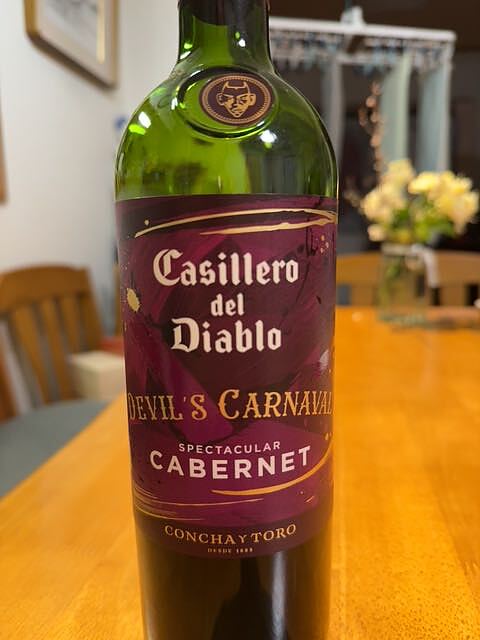 Casillero
del
Diablo
DEVIL'S CARNAVAL
SPECTACULAR
CABERNET
CONCHA Y TORO
DESDE 1883